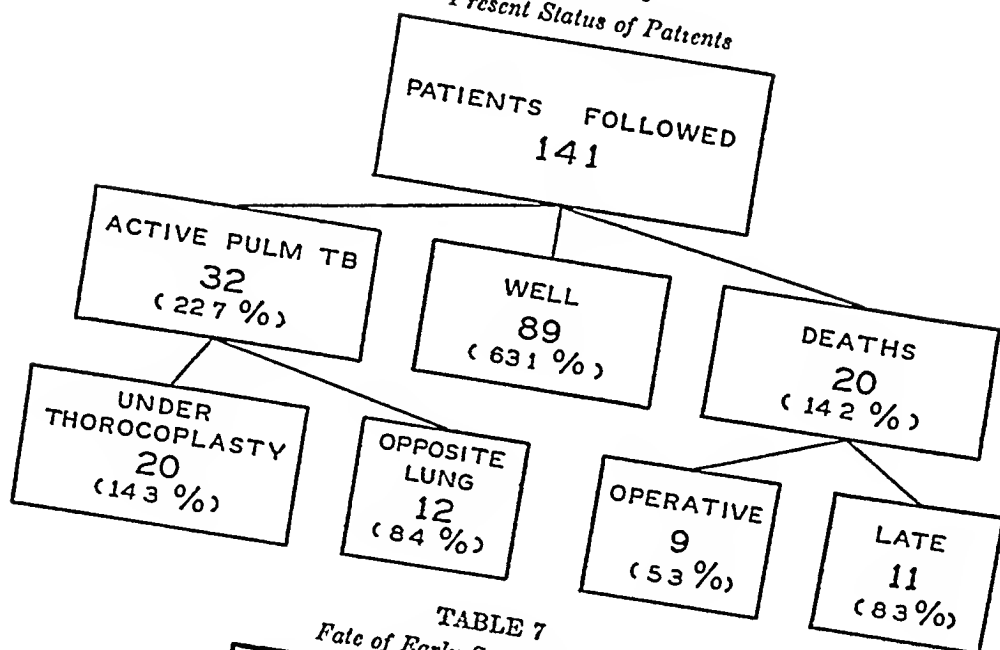 Present Status of Patients
PATIENTS FOLLOWED
141
ACTIVE PULM TB
32
(22 7 %)
WELL
89
(63 1 %)
DEATHS
20
(14 2 %)
UNDER
THOROCOPLASTY
20
(14 3 %)
OPPOSITE
LUNG
12
(8 4 %)
OPERATIVE
9
(5 3 %)
LATE
11
(8 3 %)
TABLE 7
Fate of Early